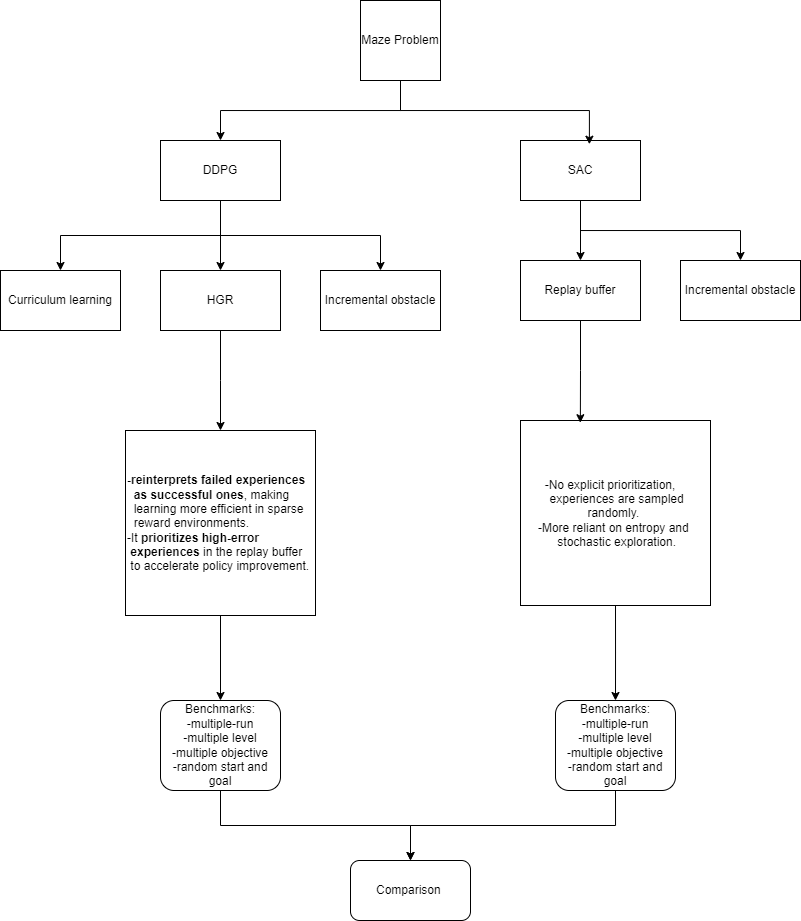 Maze Problem
DDPG
SAC
Curriculum learning
HGR
Incremental obstacle
Replay buffer
Incremental obstacle
-reinterprets failed experiences
as successful ones, making
learning more efficient in sparse
reward environments.
-It prioritizes high-error
experiences in the replay buffer
to accelerate policy improvement.
-No explicit prioritization,
experiences are sampled
randomly.
-More reliant on entropy and
stochastic exploration.
Benchmarks:
-multiple-run
-multiple level
-multiple objective
-random start and
goal
Benchmarks:
-multiple-run
-multiple level
-multiple objective
-random start and
goal
Comparison